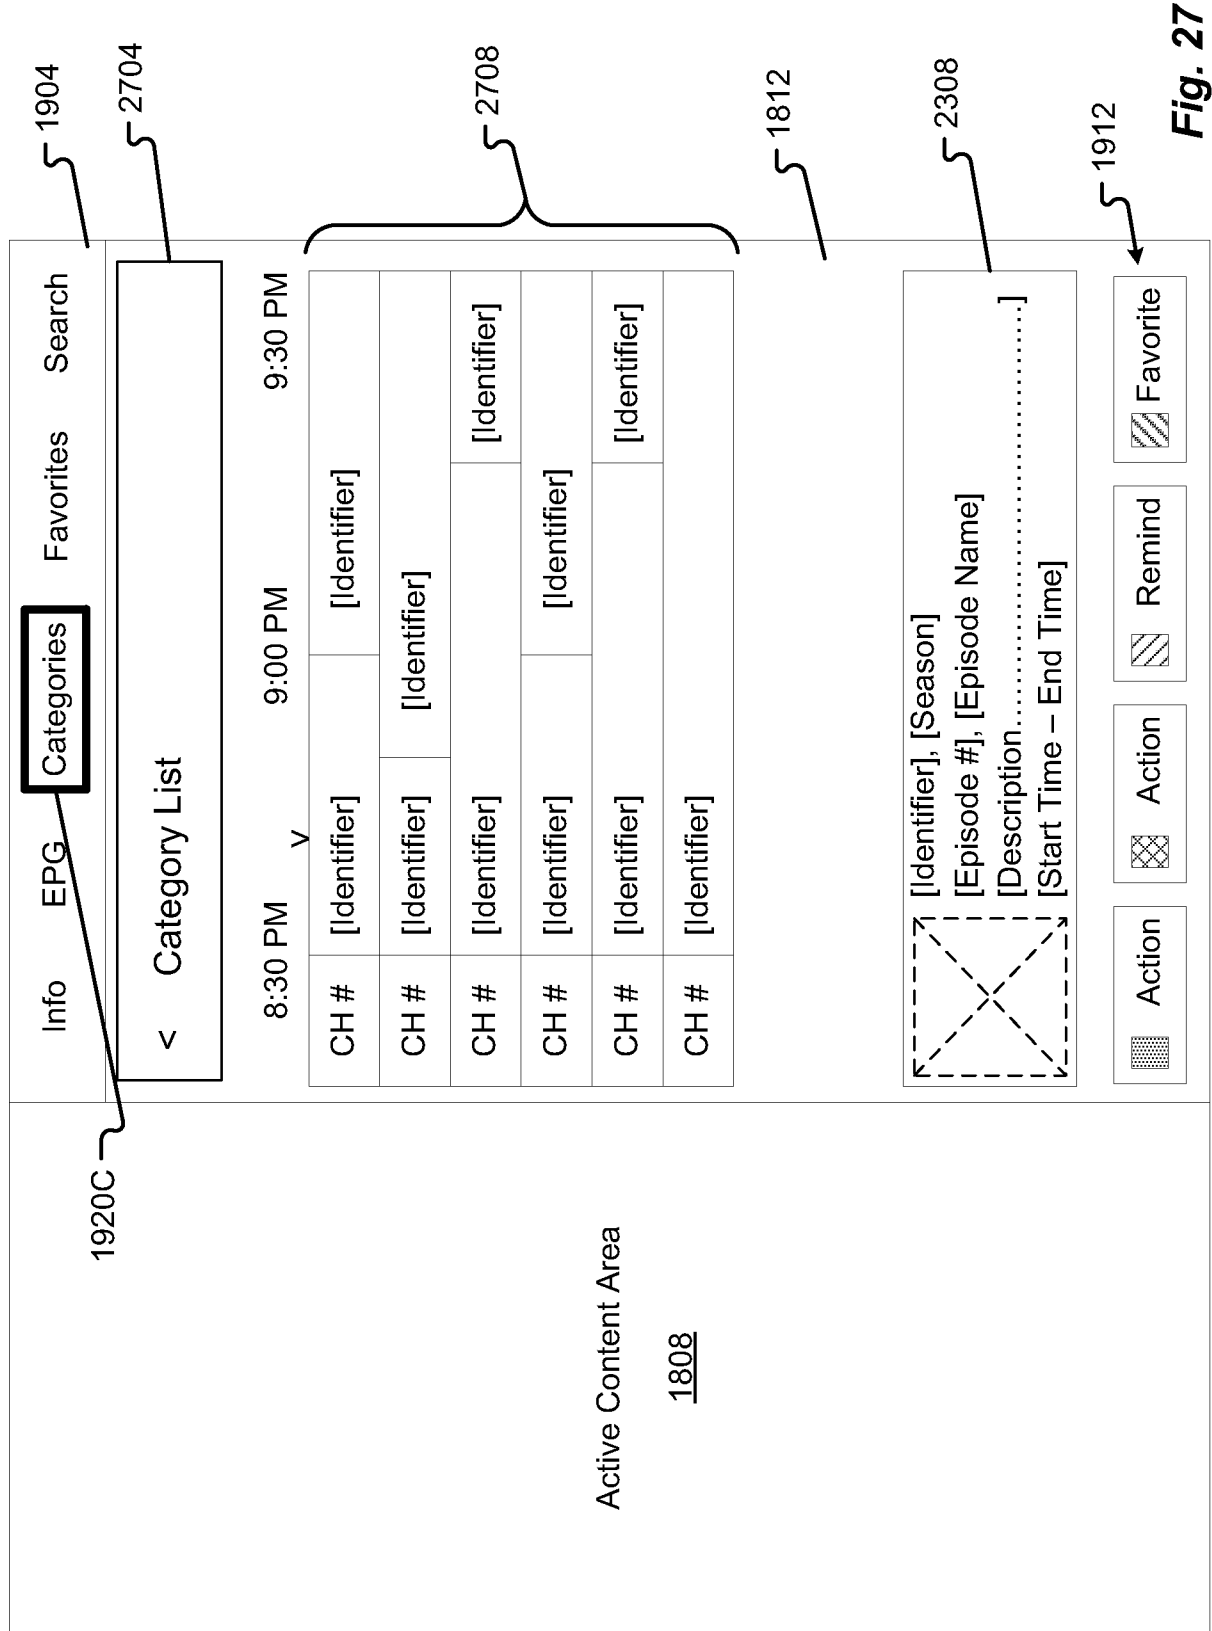 1904
Info EPG Categories Favorites Search
2704
1920C
< Category List
8:30 PM 9:00 PM 9:30 PM
v
2708
CH # [Identifier] [Identifier]
CH # [Identifier] [Identifier]
CH # [Identifier] [Identifier]
CH # [Identifier] [Identifier]
CH # [Identifier] [Identifier]
CH # [Identifier]
Active Content Area
1808
1812
[Identifier], [Season]
[Episode #], [Episode Name]
[Description.......................................]
[Start Time – End Time]
2308
Action Action Remind Favorite
1912
Fig. 27